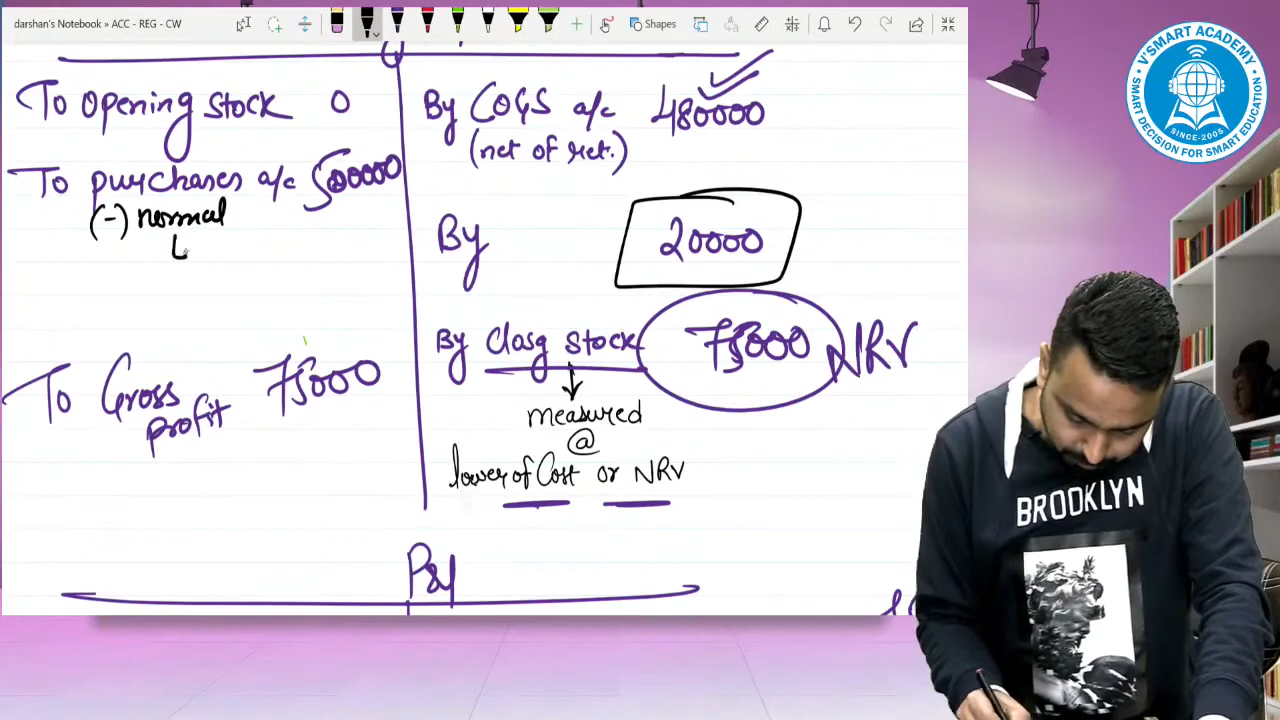 darshan's Notebook » ACC - REG - CW
Shapes
To opening stock 0
By COGS a/c 480000
(net of ret.)
To purchases a/c 500000
(-) normal
L
By 20000
By Closg stock 75000 NRV
To Gross profit 75000
measured
@
lower of Cost or NRV
P&L
V'SMART ACADEMY
SINCE-2005
SMART DECISION FOR SMART EDUCATION
BROOKLYN